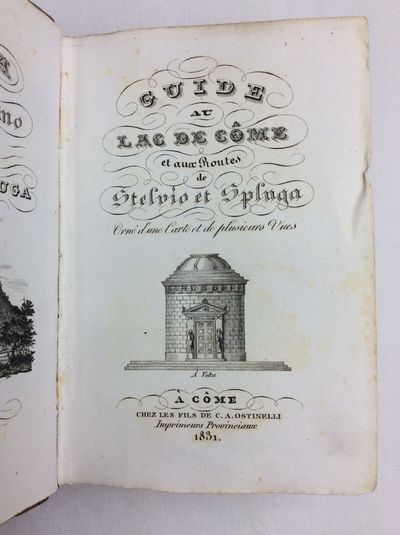 GUIDE
AU
LAC DE CÔME
et aux Routes
de
Stelvio et Spluga
Orné d'une Carte et de plusieurs Vues
A Volta
À CÔME
CHEZ LES FILS DE C. A. OSTINELLI
Imprimeurs Provinciaux
1831.